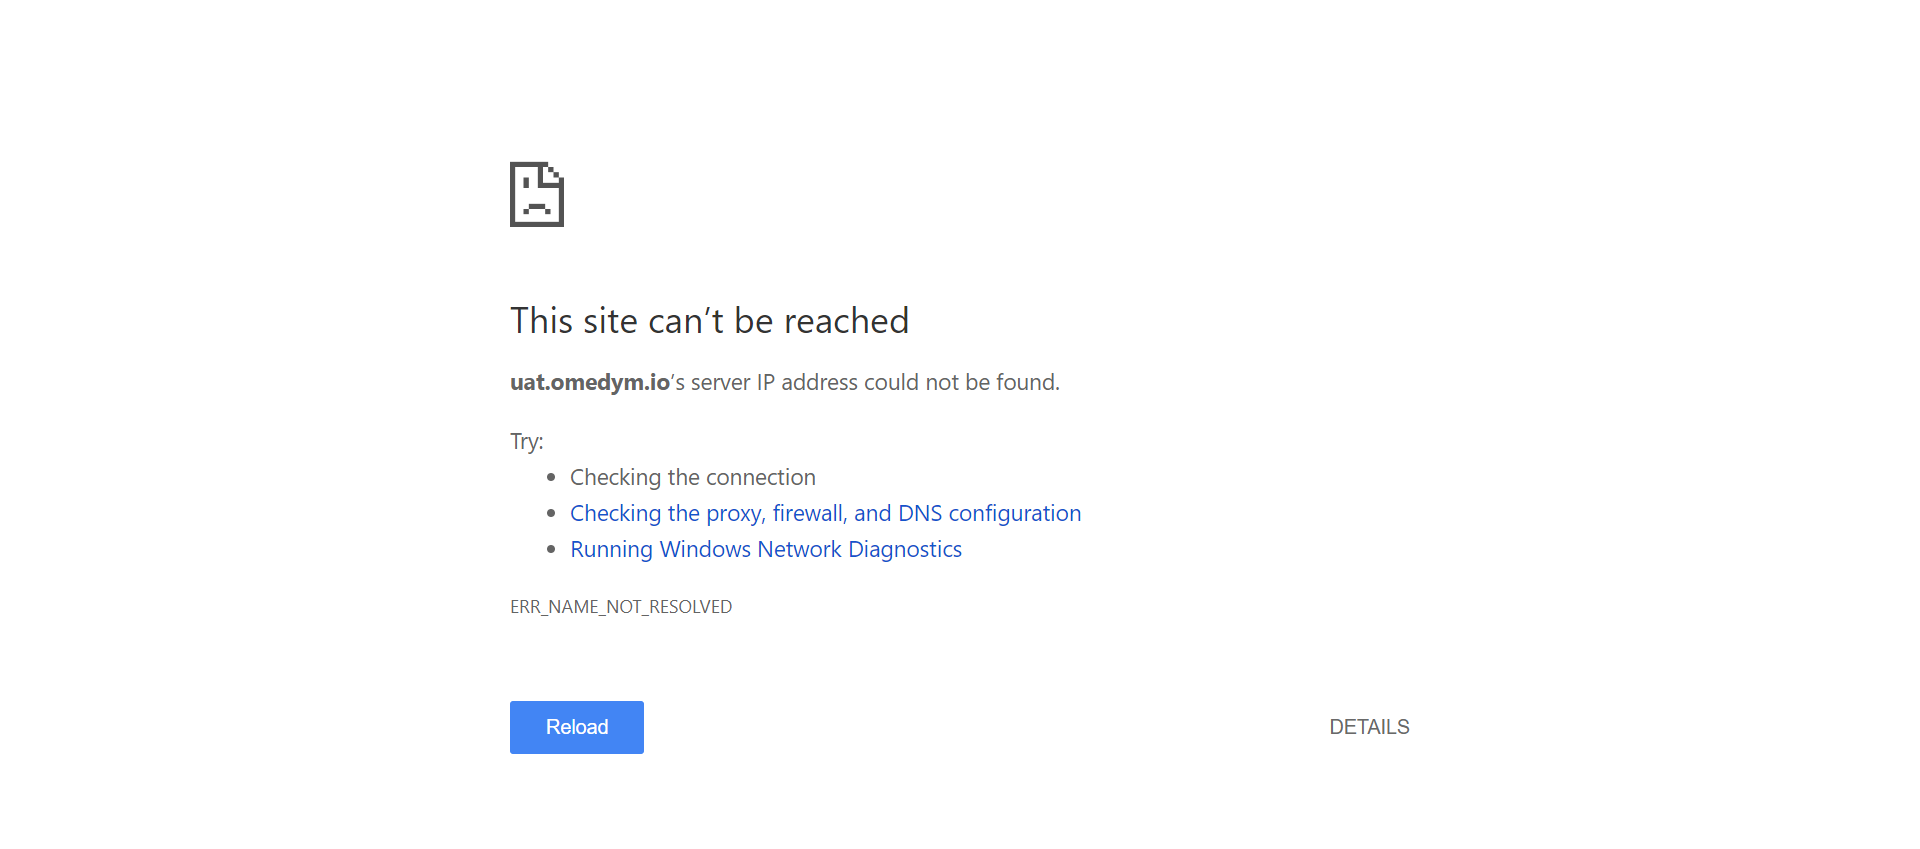 This site can’t be reached
uat.omedym.io’s server IP address could not be found.
Try:
Checking the connection
Checking the proxy, firewall, and DNS configuration
Running Windows Network Diagnostics
ERR_NAME_NOT_RESOLVED
Reload
DETAILS